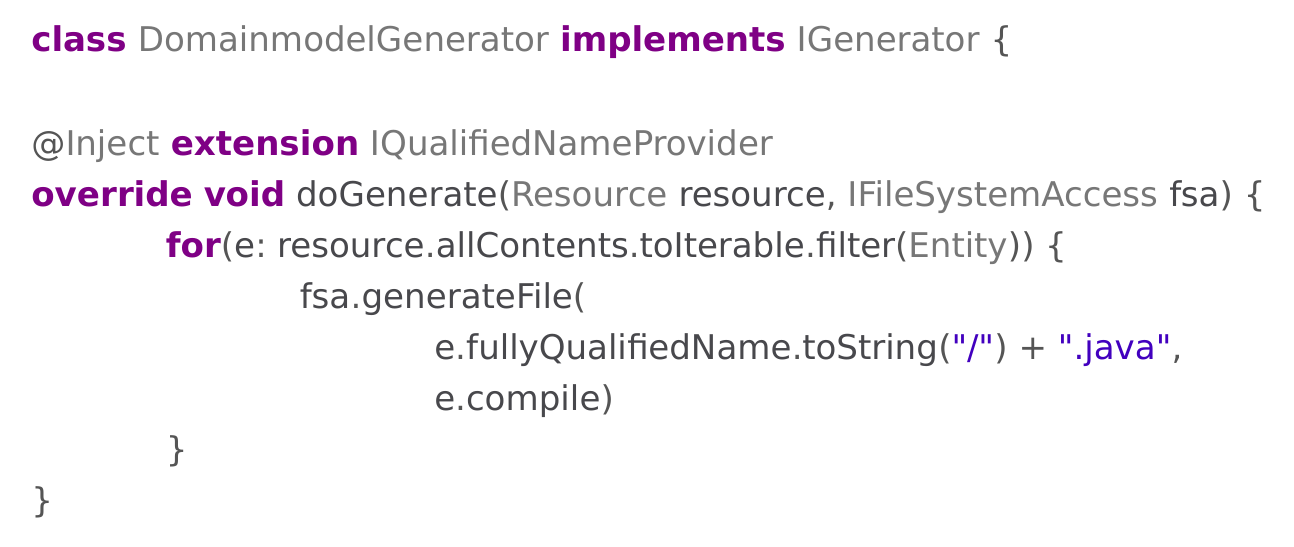 class DomainmodelGenerator implements IGenerator {
@Inject extension IQualifiedNameProvider
override void doGenerate(Resource resource, IFileSystemAccess fsa) {
for(e: resource.allContents.toIterable.filter(Entity)) {
fsa.generateFile(
e.fullyQualifiedName.toString("/") + ".java",
e.compile)
}
}